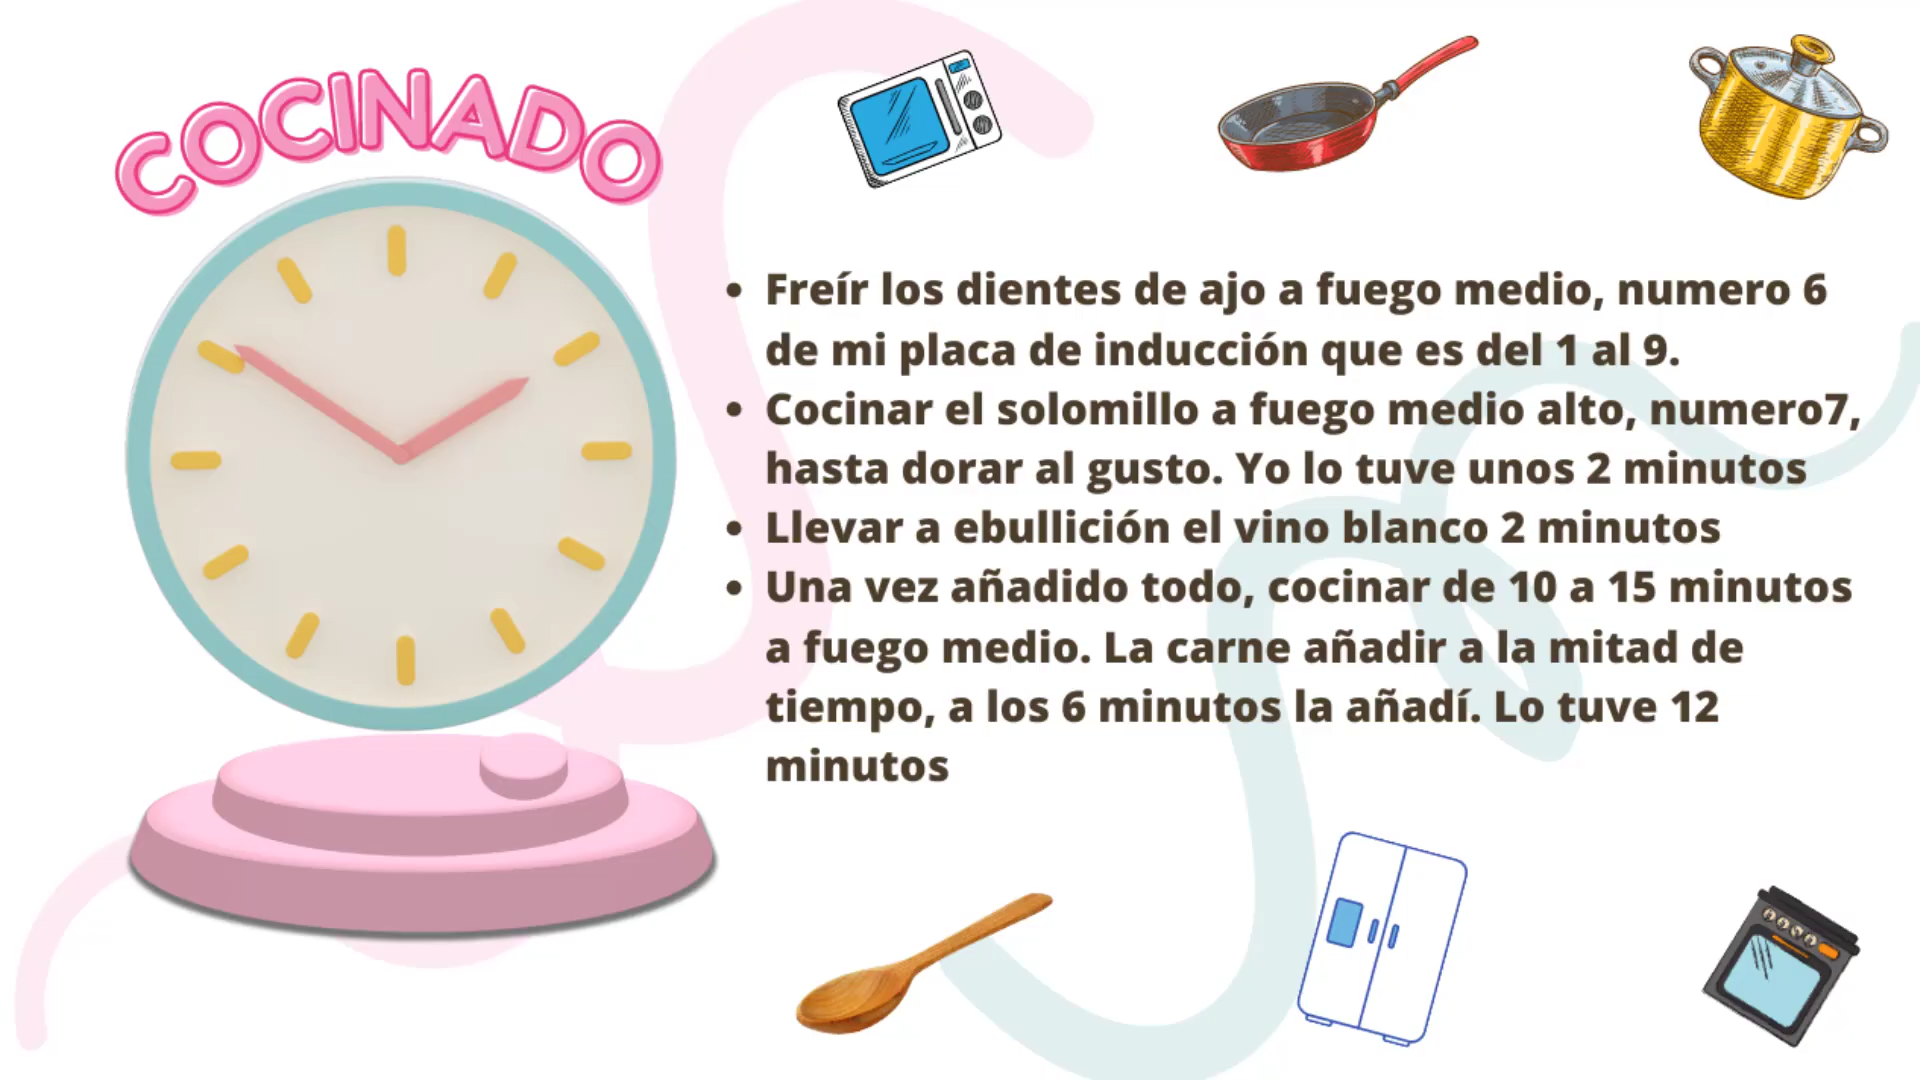 COCINADO
• Freír los dientes de ajo a fuego medio, numero 6
de mi placa de inducción que es del 1 al 9.
• Cocinar el solomillo a fuego medio alto, numero7,
hasta dorar al gusto. Yo lo tuve unos 2 minutos
• Llevar a ebullición el vino blanco 2 minutos
• Una vez añadido todo, cocinar de 10 a 15 minutos
a fuego medio. La carne añadir a la mitad de
tiempo, a los 6 minutos la añadí. Lo tuve 12
minutos